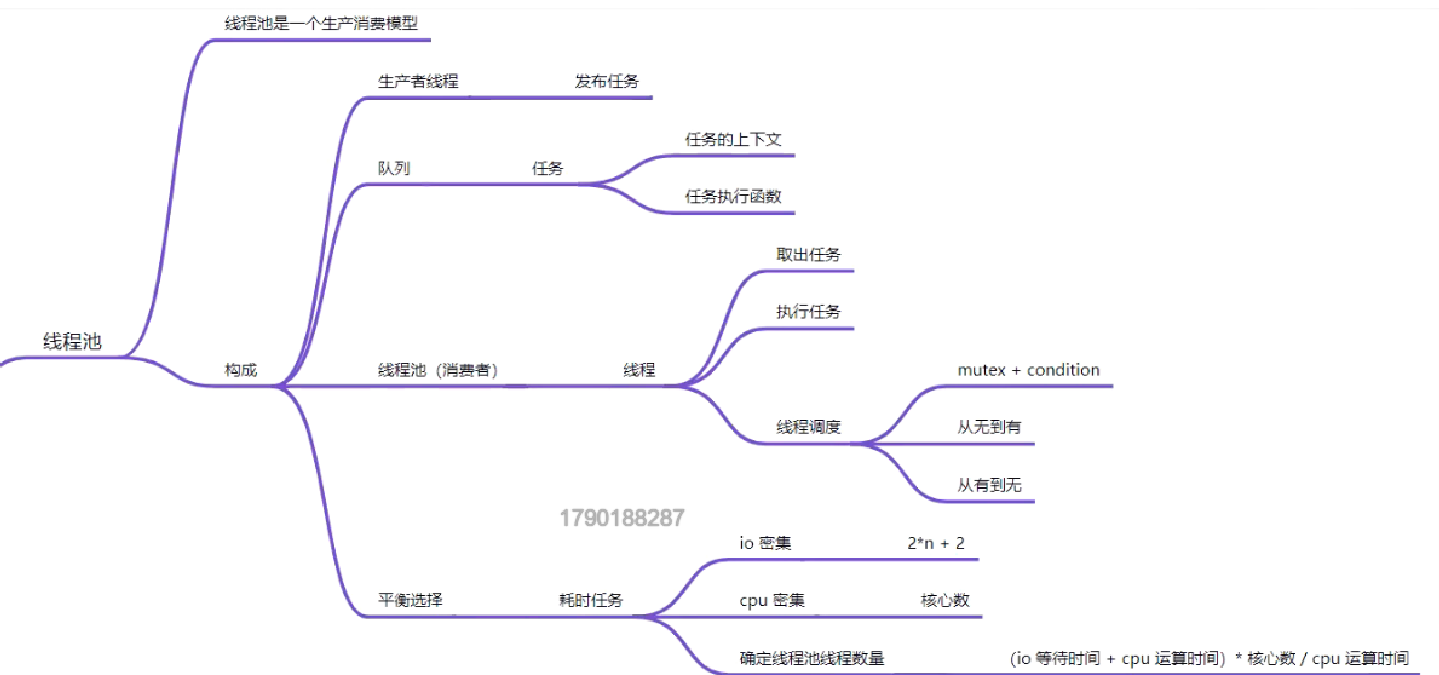 线程池是一个生产消费模型
生产者线程 发布任务
任务的上下文
队列 任务
任务执行函数
取出任务
执行任务
线程池
构成 线程池（消费者） 线程 mutex + condition
线程调度 从无到有
从有到无
1790188287
io 密集 2*n + 2
平衡选择 耗时任务 cpu 密集 核心数
确定线程池线程数量 （io 等待时间 + cpu 运算时间）* 核心数 / cpu 运算时间